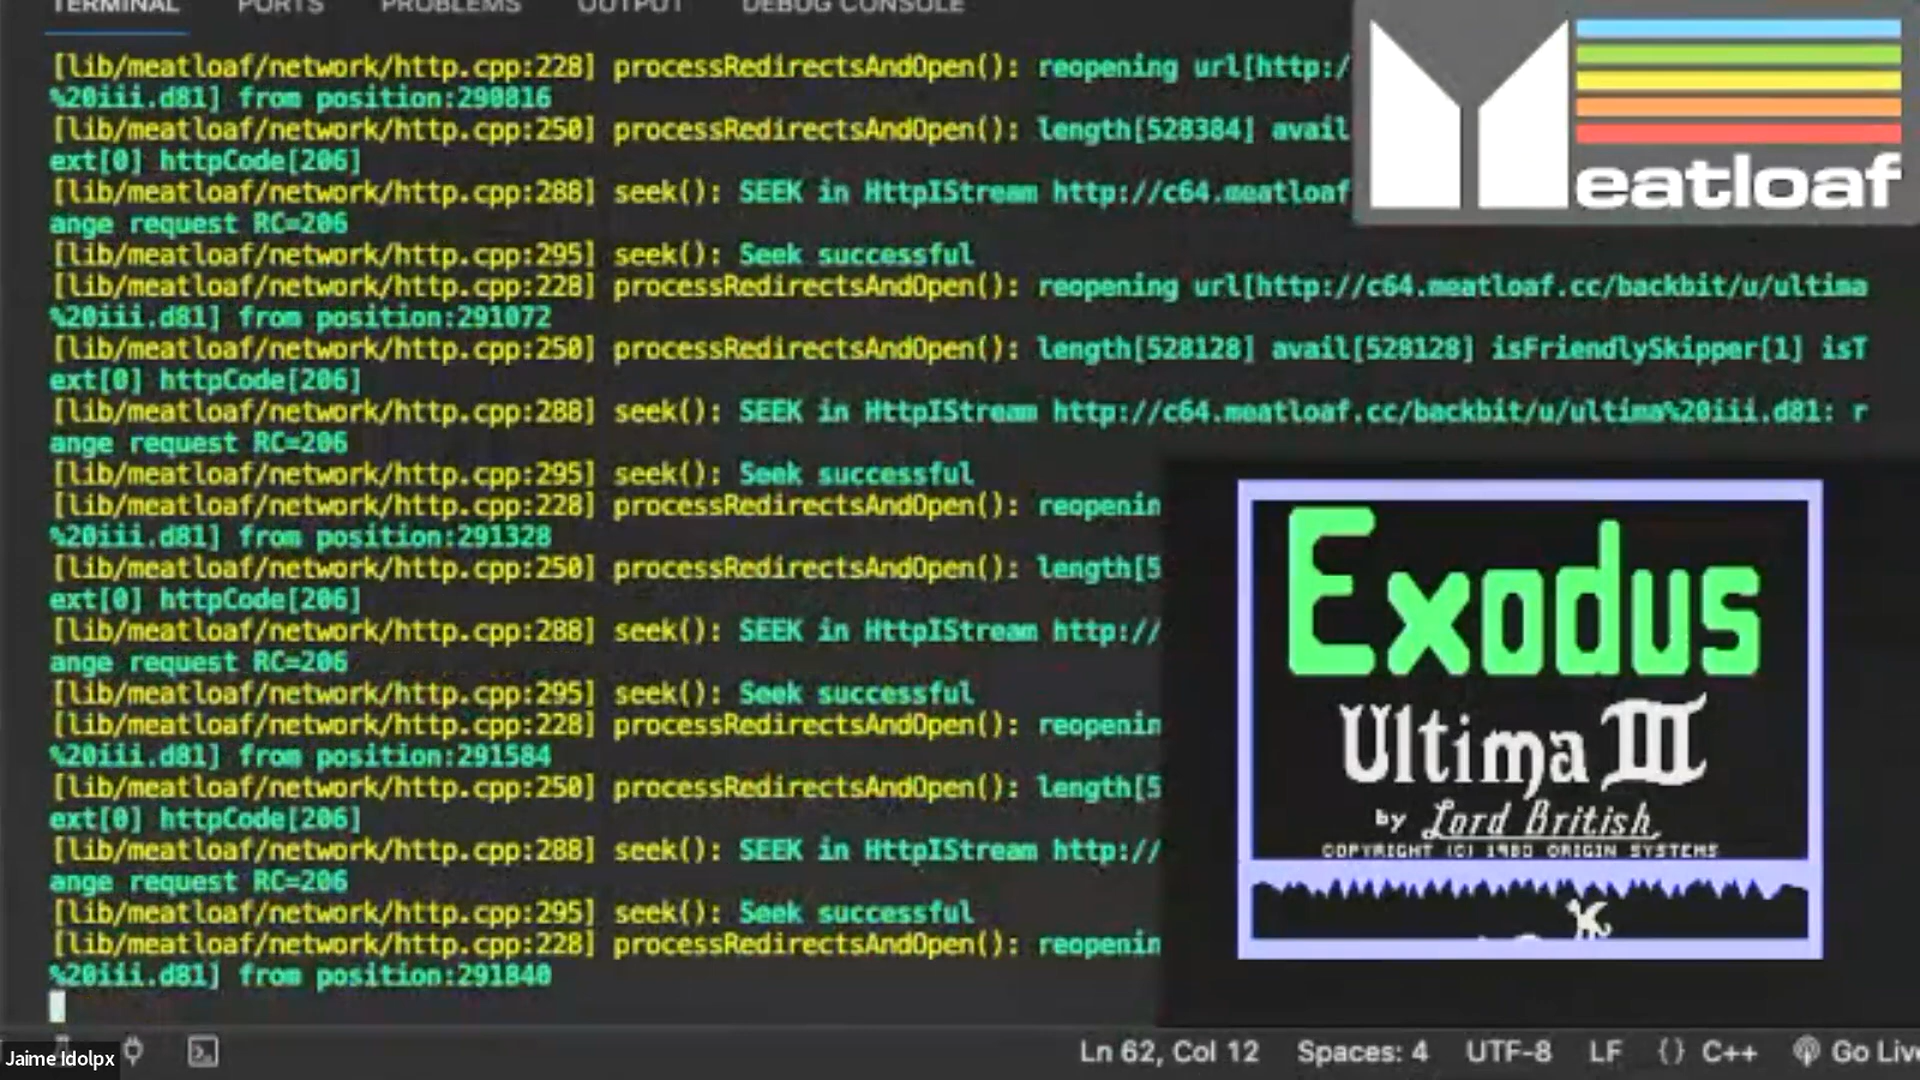 TERMINAL PORTS PROBLEMS OUTPUT DEBUG CONSOLE
[lib/meatloaf/network/http.cpp:228] processRedirectsAndOpen(): reopening url[http:/
%20iii.d81] from position:290816
[lib/meatloaf/network/http.cpp:250] processRedirectsAndOpen(): length[528384] avail
ext[0] httpCode[206]
[lib/meatloaf/network/http.cpp:288] seek(): SEEK in HttpIStream http://c64.meatloaf
ange request RC=206
[lib/meatloaf/network/http.cpp:295] seek(): Seek successful
[lib/meatloaf/network/http.cpp:228] processRedirectsAndOpen(): reopening url[http://c64.meatloaf.cc/backbit/u/ultima
%20iii.d81] from position:291072
[lib/meatloaf/network/http.cpp:250] processRedirectsAndOpen(): length[528128] avail[528128] isFriendlySkipper[1] isT
ext[0] httpCode[206]
[lib/meatloaf/network/http.cpp:288] seek(): SEEK in HttpIStream http://c64.meatloaf.cc/backbit/u/ultima%20iii.d81: r
ange request RC=206
[lib/meatloaf/network/http.cpp:295] seek(): Seek successful
[lib/meatloaf/network/http.cpp:228] processRedirectsAndOpen(): reopenin
%20iii.d81] from position:291328
[lib/meatloaf/network/http.cpp:250] processRedirectsAndOpen(): length[5
ext[0] httpCode[206]
[lib/meatloaf/network/http.cpp:288] seek(): SEEK in HttpIStream http://
ange request RC=206
[lib/meatloaf/network/http.cpp:295] seek(): Seek successful
[lib/meatloaf/network/http.cpp:228] processRedirectsAndOpen(): reopenin
%20iii.d81] from position:291584
[lib/meatloaf/network/http.cpp:250] processRedirectsAndOpen(): length[5
ext[0] httpCode[206]
[lib/meatloaf/network/http.cpp:288] seek(): SEEK in HttpIStream http://
ange request RC=206
[lib/meatloaf/network/http.cpp:295] seek(): Seek successful
[lib/meatloaf/network/http.cpp:228] processRedirectsAndOpen(): reopenin
%20iii.d81] from position:291840
Meatloaf
Exodus
Ultima III
by Lord British
COPYRIGHT (C) 1980 ORIGIN SYSTEMS
Jaime Idolpx
Ln 62, Col 12 Spaces: 4 UTF-8 LF {} C++ Go Live